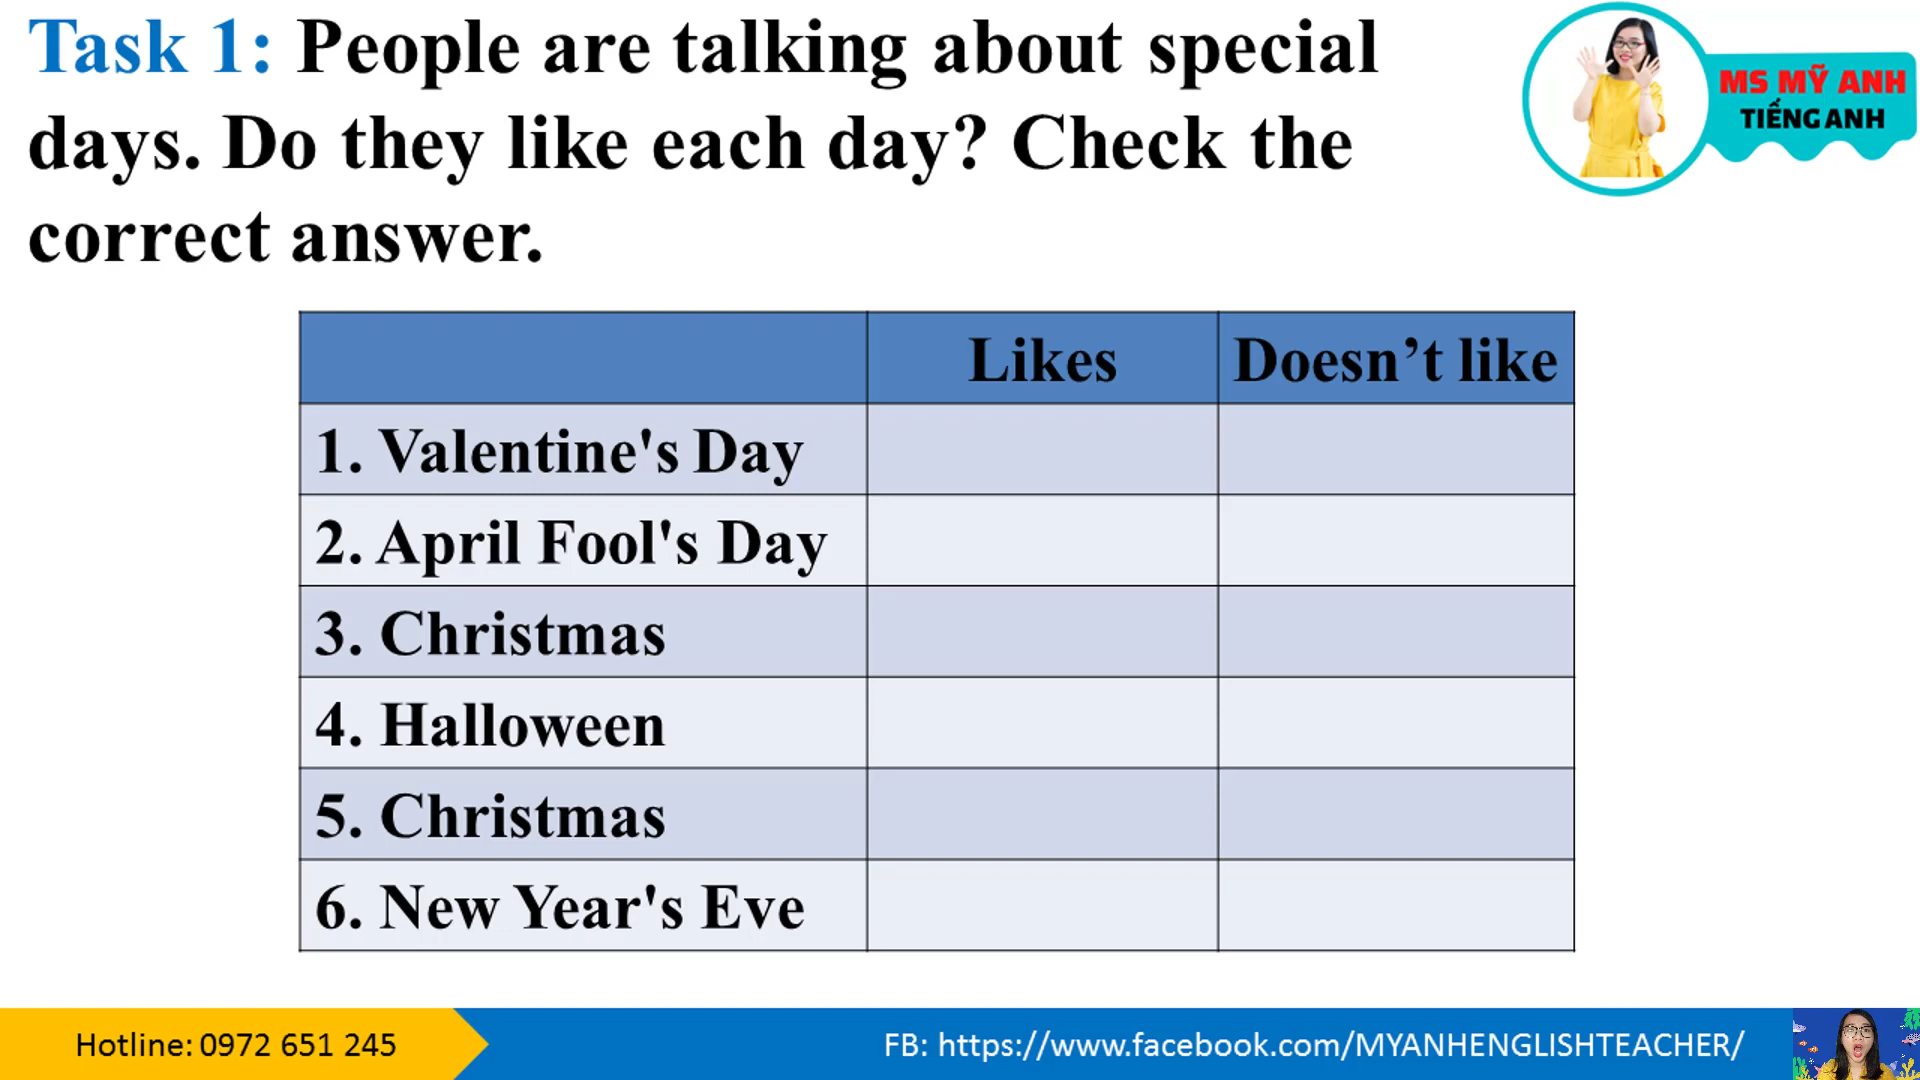 Task 1: People are talking about special
days. Do they like each day? Check the
correct answer.
MS MỸ ANH
TIẾNG ANH
Likes Doesn’t like
1. Valentine's Day
2. April Fool's Day
3. Christmas
4. Halloween
5. Christmas
6. New Year's Eve
Hotline: 0972 651 245
FB: https://www.facebook.com/MYANHENGLISHTEACHER/